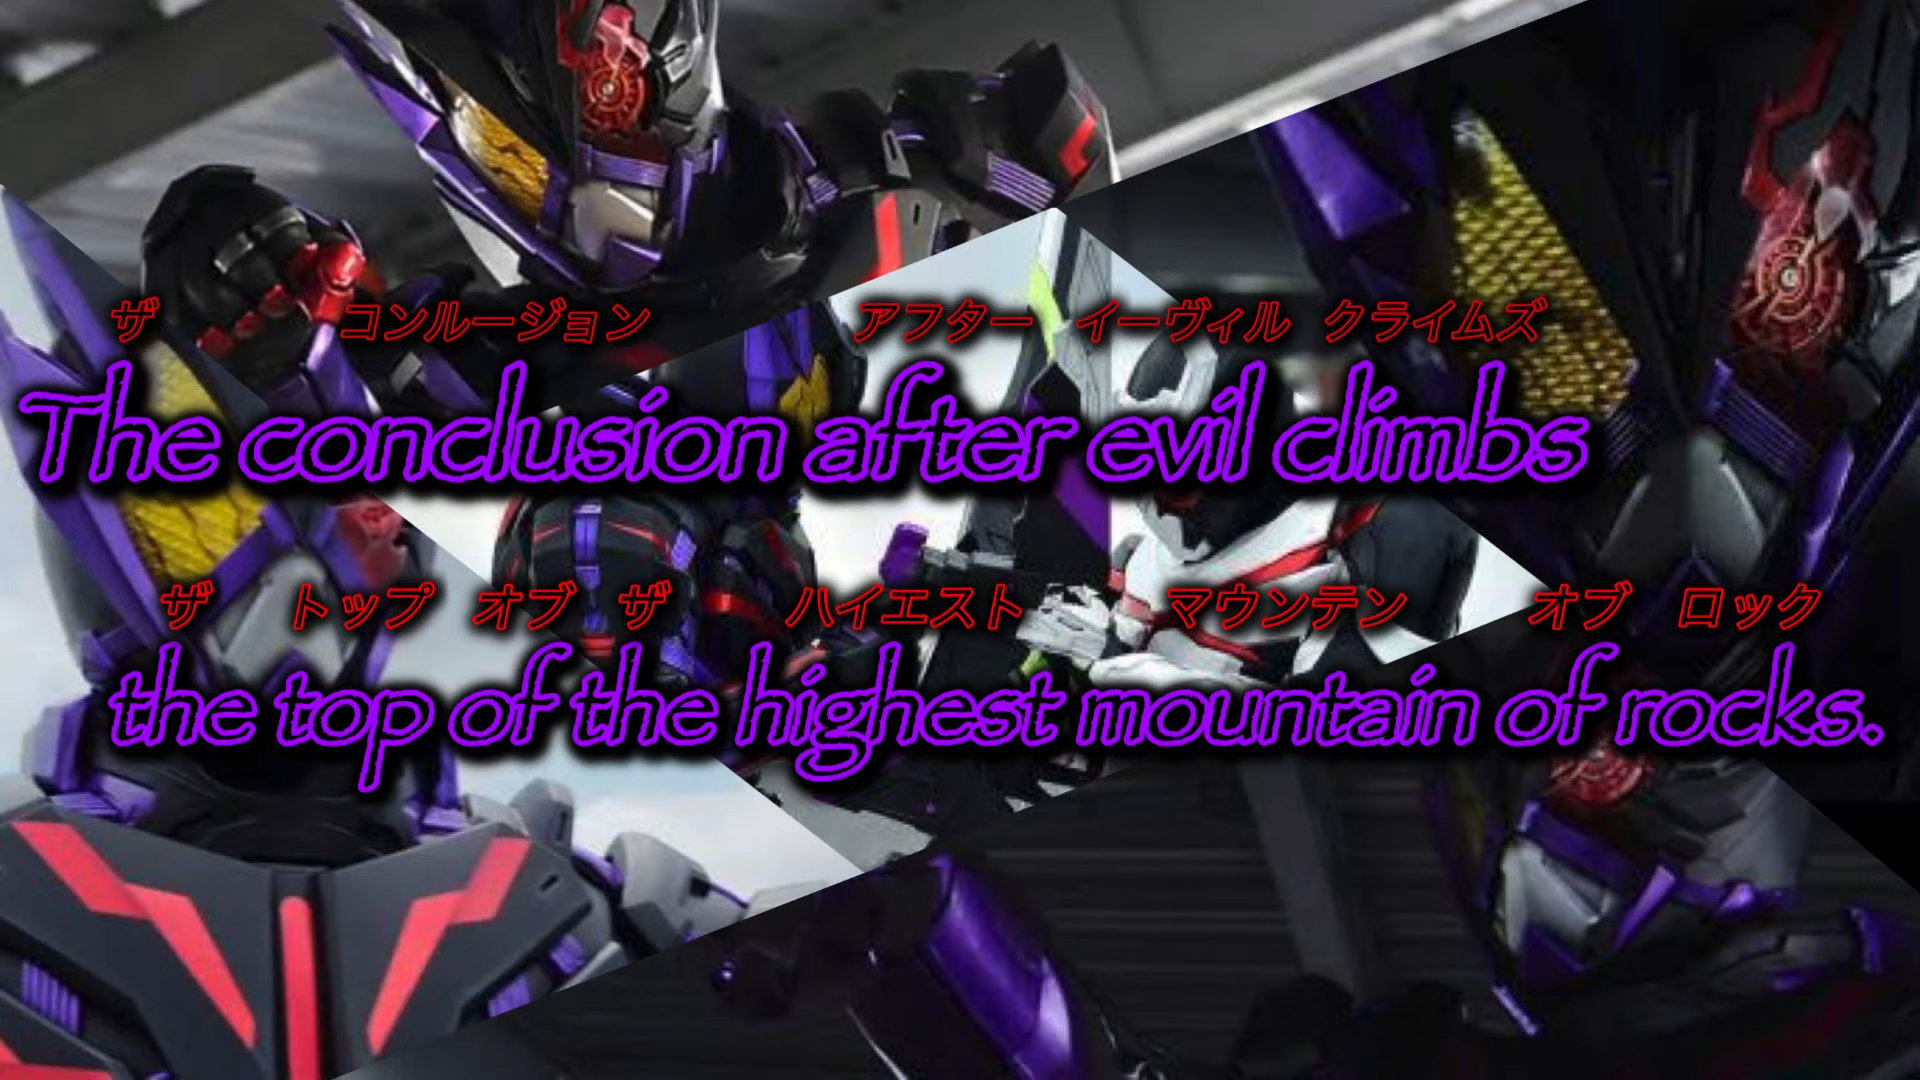 ザ コンルージョン アフター イーヴィル クライムズ
The conclusion after evil climbs
ザ トップ オブ ザ ハイエスト マウンテン オブ ロック
the top of the highest mountain of rocks.